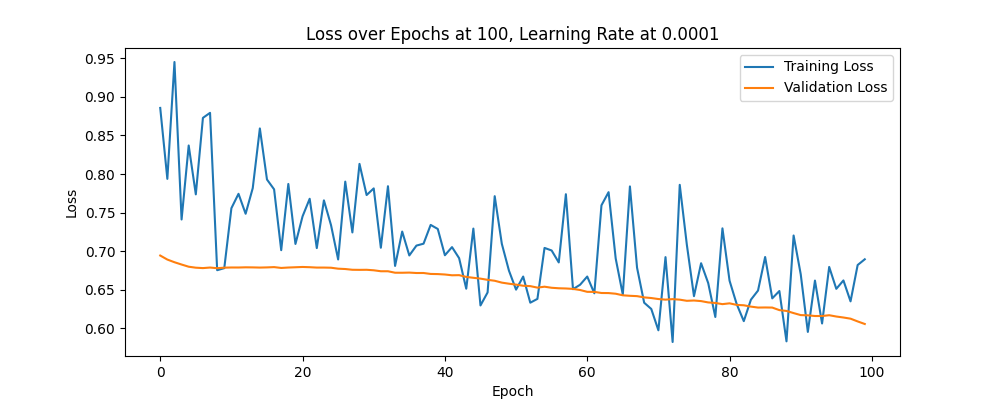 Loss over Epochs at 100, Learning Rate at 0.0001
Training Loss
Validation Loss
0.95
0.90
0.85
0.80
0.75
0.70
0.65
0.60
Loss
0 20 40 60 80 100
Epoch